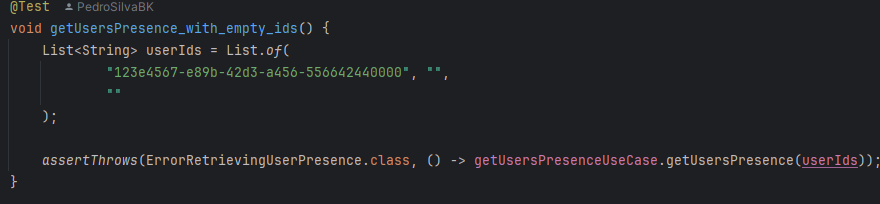 @Test PedroSilvaBK
void getUsersPresence_with_empty_ids() {
List<String> userIds = List.of(
"123e4567-e89b-42d3-a456-556642440000", "",
""
);
assertThrows(ErrorRetrievingUserPresence.class, () -> getUsersPresenceUseCase.getUsersPresence(userIds));
}